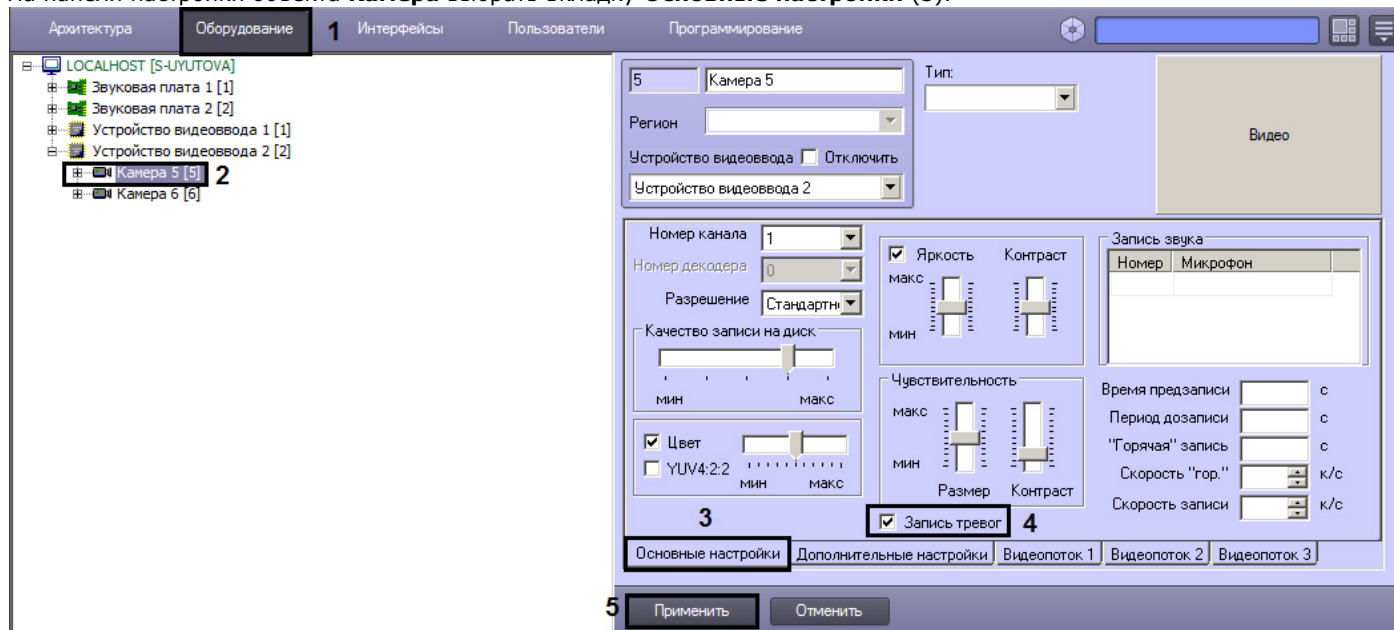 На панели настройки объекта Камера выбрать вкладку Основные настройки (3).
Архитектура Оборудование 1 Интерфейсы Пользователи Программирование
LOCALHOST [S-UYUTOVA]
Звуковая плата 1 [1]
Звуковая плата 2 [2]
Устройство видеоввода 1 [1]
Устройство видеоввода 2 [2]
Камера 5 [5] 2
Камера 6 [6]
5 Камера 5
Тип:
Регион
Устройство видеоввода Отключить
Устройство видеоввода 2
Видео
Номер канала 1
Номер декодера 0
Разрешение Стандартн
Качество записи на диск
мин макс
Цвет
YUV4:2:2
мин макс
Яркость Контраст
макс
мин
Чувствительность
макс
мин
Размер Контраст
Запись тревог 4
Запись звука
Номер Микрофон
Время предзаписи с
Период дозаписи с
"Горячая" запись с
Скорость "гор." к/с
Скорость записи к/с
3
Основные настройки Дополнительные настройки Видеопоток 1 Видеопоток 2 Видеопоток 3
5 Применить Отменить